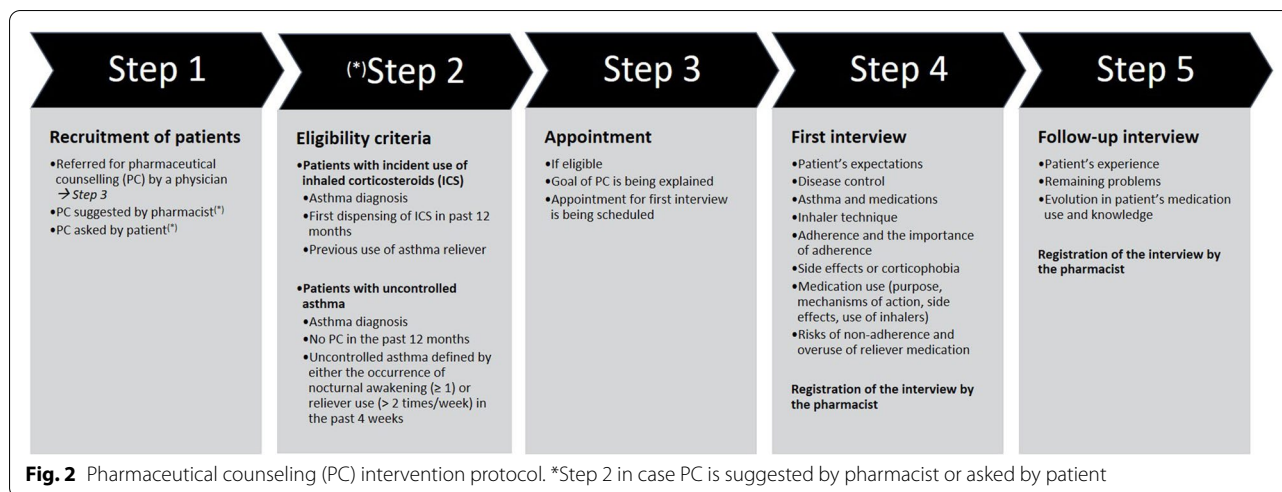 Step 1
(*)Step 2
Step 3
Step 4
Step 5
Recruitment of patients
•Referred for pharmaceutical
counselling (PC) by a physician
→ Step 3
•PC suggested by pharmacist(*)
•PC asked by patient(*)
Eligibility criteria
•Patients with incident use of
inhaled corticosteroids (ICS)
•Asthma diagnosis
•First dispensing of ICS in past 12
months
•Previous use of asthma reliever
•Patients with uncontrolled
asthma
•Asthma diagnosis
•No PC in the past 12 months
•Uncontrolled asthma defined by
either the occurrence of
nocturnal awakening (≥ 1) or
reliever use (> 2 times/week) in
the past 4 weeks
Appointment
•If eligible
•Goal of PC is being explained
•Appointment for first interview
is being scheduled
First interview
•Patient's expectations
•Disease control
•Asthma and medications
•Inhaler technique
•Adherence and the importance
of adherence
•Side effects or corticophobia
•Medication use (purpose,
mechanisms of action, side
effects, use of inhalers)
•Risks of non-adherence and
overuse of reliever medication
Registration of the interview by
the pharmacist
Follow-up interview
•Patient's experience
•Remaining problems
•Evolution in patient's medication
use and knowledge
Registration of the interview by
the pharmacist
Fig. 2 Pharmaceutical counseling (PC) intervention protocol. *Step 2 in case PC is suggested by pharmacist or asked by patient